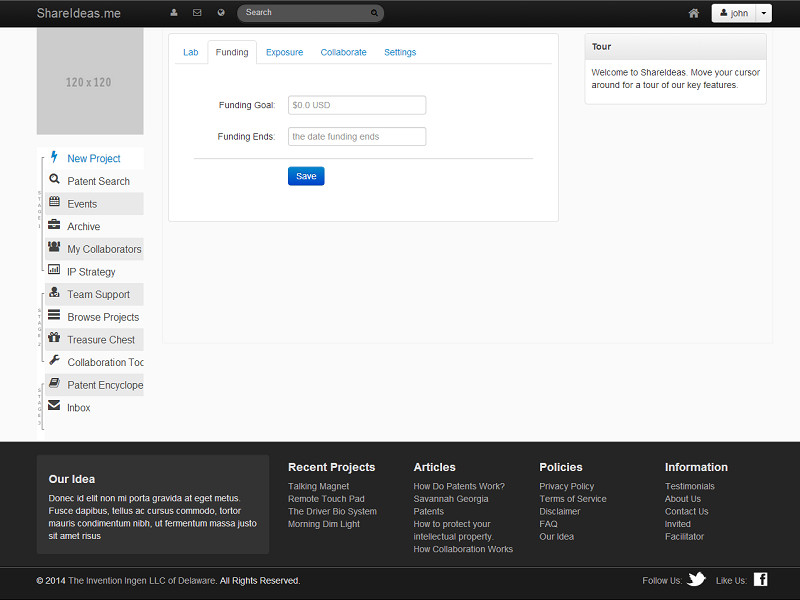 ShareIdeas.me
Search
john
120 x 120
Lab
Funding
Exposure
Collaborate
Settings
Funding Goal:
$0.0 USD
Funding Ends:
the date funding ends
Save
Tour
Welcome to ShareIdeas. Move your cursor
around for a tour of our key features.
STAGE 1
New Project
Patent Search
Events
Archive
My Collaborators
IP Strategy
STAGE 2
Team Support
Browse Projects
Treasure Chest
Collaboration Too
STAGE 3
Patent Encyclope
Inbox
Our Idea
Donec id elit non mi porta gravida at eget metus.
Fusce dapibus, tellus ac cursus commodo, tortor
mauris condimentum nibh, ut fermentum massa justo
sit amet risus
Recent Projects
Talking Magnet
Remote Touch Pad
The Driver Bio System
Morning Dim Light
Articles
How Do Patents Work?
Savannah Georgia
Patents
How to protect your
intellectual property.
How Collaboration Works
Policies
Privacy Policy
Terms of Service
Disclaimer
FAQ
Our Idea
Information
Testimonials
About Us
Contact Us
Invited
Facilitator
© 2014 The Invention Ingen LLC of Delaware. All Rights Reserved.
Follow Us:
Like Us: